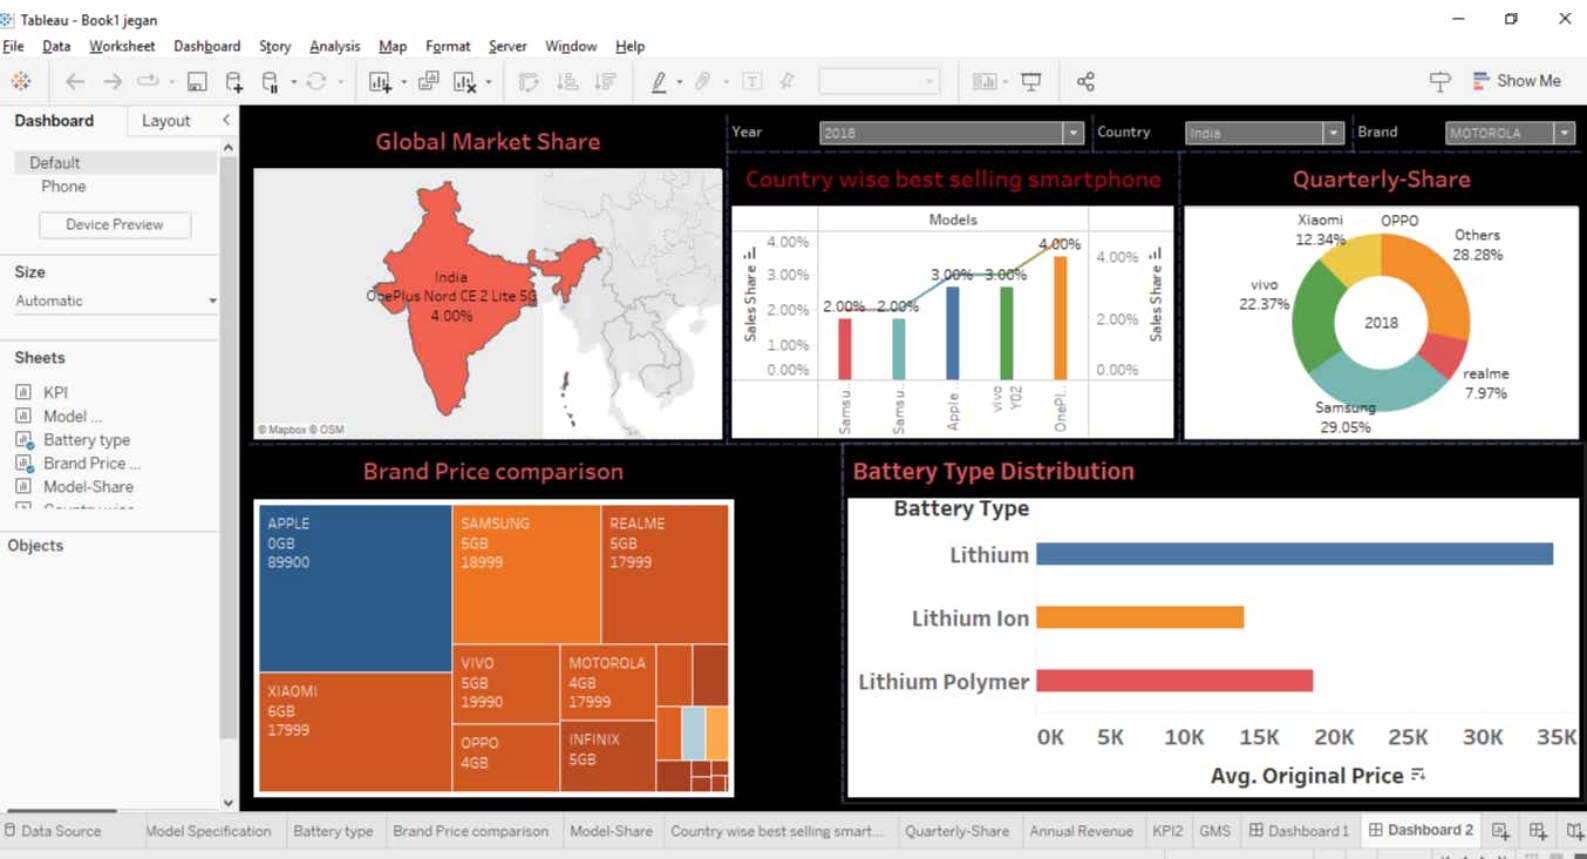 Tableau - Book1 jegan
File Data Worksheet Dashboard Story Analysis Map Format Server Window Help
Show Me
Dashboard Layout
Default
Phone
Device Preview
Size
Automatic
Sheets
KPI
Model ...
Battery type
Brand Price ...
Model-Share
Objects
Global Market Share
Year 2018 Country India Brand MOTOROLA
India
OnePlus Nord CE 2 Lite 5G
4.00%
© Mapbox © OSM
Country wise best selling smartphone
Models
Sales Share
4.00%
3.00%
2.00%
1.00%
0.00%
2.00% 2.00% 3.00% 3.00% 4.00%
4.00%
2.00%
0.00%
Sales Share
Samsu..
Samsu..
Apple..
vivo
Y02
OnePl..
Quarterly-Share
Xiaomi
12.34%
OPPO
Others
28.28%
vivo
22.37%
2018
realme
7.97%
Samsung
29.05%
Brand Price comparison
APPLE
0GB
89900
SAMSUNG
5GB
18999
REALME
5GB
17999
XIAOMI
6GB
17999
VIVO
5GB
19990
MOTOROLA
4GB
17999
OPPO
4GB
INFINIX
5GB
Battery Type Distribution
Battery Type
Lithium
Lithium Ion
Lithium Polymer
0K 5K 10K 15K 20K 25K 30K 35K
Avg. Original Price
Data Source Model Specification Battery type Brand Price comparison Model-Share Country wise best selling smart... Quarterly-Share Annual Revenue KPI2 GMS Dashboard 1 Dashboard 2